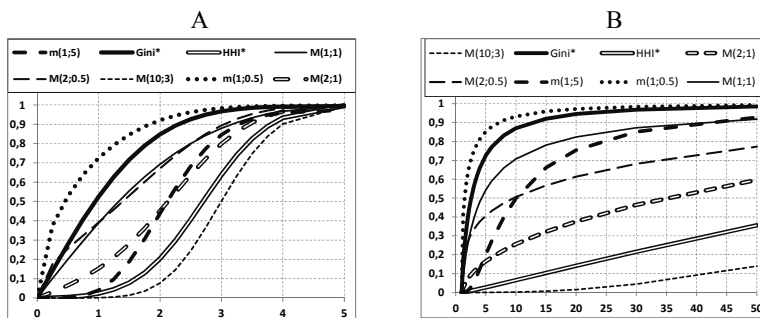 A
m(1;5) Gini* HHI* M(1;1)
M(2;0.5) M(10;3) m(1;0.5) M(2;1)
1
0,9
0,8
0,7
0,6
0,5
0,4
0,3
0,2
0,1
0
0 1 2 3 4 5
B
M(10;3) Gini* HHI* M(2;1)
M(2;0.5) m(1;5) m(1;0.5) M(1;1)
1
0,9
0,8
0,7
0,6
0,5
0,4
0,3
0,2
0,1
0
0 5 10 15 20 25 30 35 40 45 50